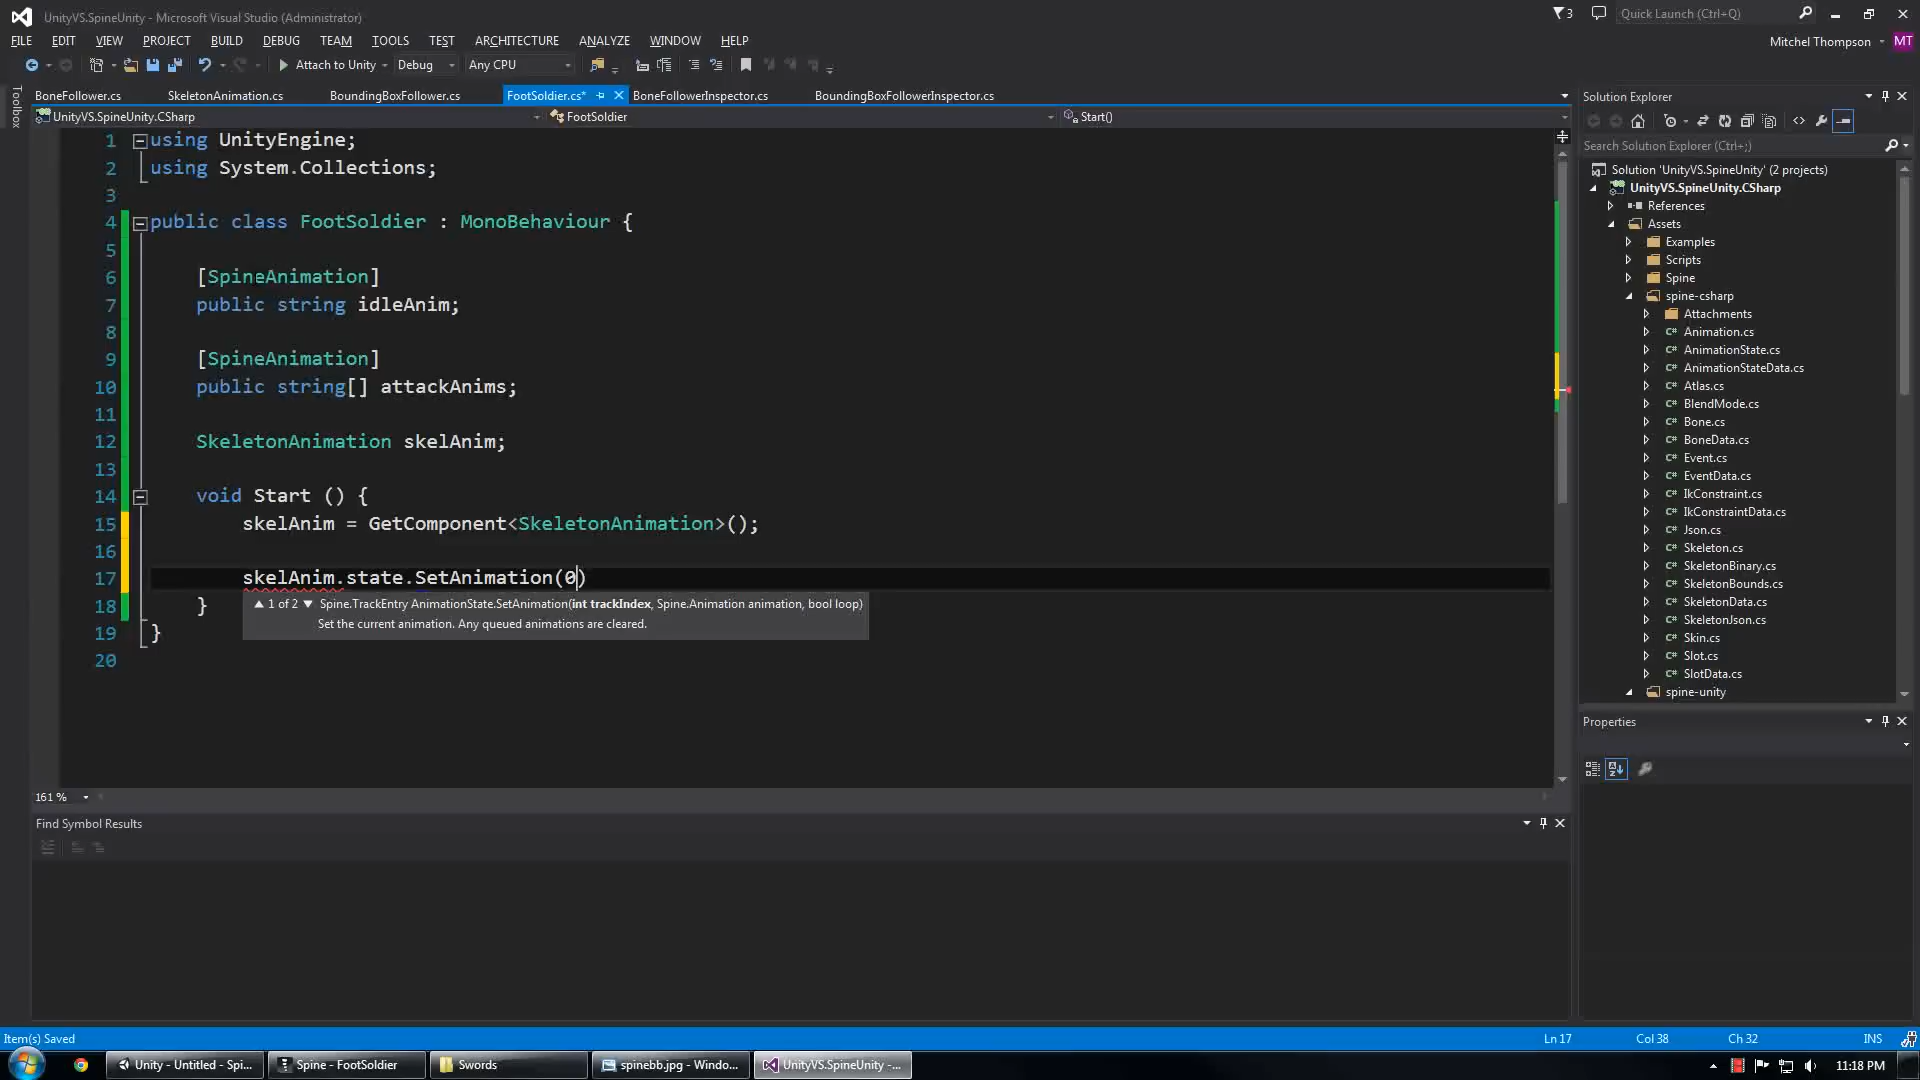 UnityVS.SpineUnity - Microsoft Visual Studio (Administrator)
3
Quick Launch (Ctrl+Q)
FILE EDIT VIEW PROJECT BUILD DEBUG TEAM TOOLS TEST ARCHITECTURE ANALYZE WINDOW HELP
Mitchel Thompson
MT
Attach to Unity
Debug
Any CPU
Toolbox
BoneFollower.cs
SkeletonAnimation.cs
BoundingBoxFollower.cs
FootSoldier.cs*
BoneFollowerInspector.cs
BoundingBoxFollowerInspector.cs
UnityVS.SpineUnity.CSharp
FootSoldier
Start()
1 using UnityEngine;
2 using System.Collections;
3
4 public class FootSoldier : MonoBehaviour {
5
6 [SpineAnimation]
7 public string idleAnim;
8
9 [SpineAnimation]
10 public string[] attackAnims;
11
12 SkeletonAnimation skelAnim;
13
14 void Start () {
15 skelAnim = GetComponent<SkeletonAnimation>();
16
17 skelAnim.state.SetAnimation(0)
18 }
19 }
20
▲ 1 of 2 ▼ Spine.TrackEntry AnimationState.SetAnimation(int trackIndex, Spine.Animation animation, bool loop)
Set the current animation. Any queued animations are cleared.
161 %
Find Symbol Results
Solution Explorer
Search Solution Explorer (Ctrl+;)
Solution 'UnityVS.SpineUnity' (2 projects)
UnityVS.SpineUnity.CSharp
References
Assets
Examples
Scripts
Spine
spine-csharp
Attachments
C# Animation.cs
C# AnimationState.cs
C# AnimationStateData.cs
C# Atlas.cs
C# BlendMode.cs
C# Bone.cs
C# BoneData.cs
C# Event.cs
C# EventData.cs
C# IkConstraint.cs
C# IkConstraintData.cs
C# Json.cs
C# Skeleton.cs
C# SkeletonBinary.cs
C# SkeletonBounds.cs
C# SkeletonData.cs
C# SkeletonJson.cs
C# Skin.cs
C# Slot.cs
C# SlotData.cs
spine-unity
Properties
Item(s) Saved
Ln 17
Col 38
Ch 32
INS
Unity - Untitled - Spi...
Spine - FootSoldier
Swords
spinebb.jpg - Windo...
UnityVS.SpineUnity -...
11:18 PM